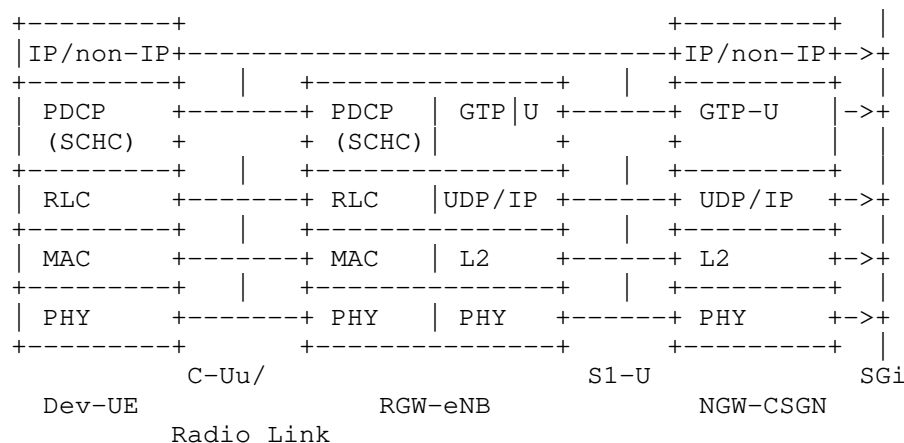 +---------+                                       +---------+  |
|IP/non-IP+---------------------------------------+IP/non-IP+->+
+---------+   |   +---------------+   |   +---------+  |
| PDCP    +-------+ PDCP  | GTP|U +------+ GTP-U   |->+
| (SCHC)  +       + (SCHC)|       +      +         |  |
+---------+   |   +---------------+   |   +---------+  |
| RLC     +-------+ RLC   |UDP/IP +------+ UDP/IP  +->+
+---------+   |   +---------------+   |   +---------+  |
| MAC     +-------+ MAC   | L2    +------+ L2      +->+
+---------+   |   +---------------+   |   +---------+  |
| PHY     +-------+ PHY   | PHY   +------+ PHY     +->+
+---------+       +---------------+      +---------+  |
C-Uu/ S1-U SGi
Dev-UE RGW-eNB NGW-CSGN
Radio Link